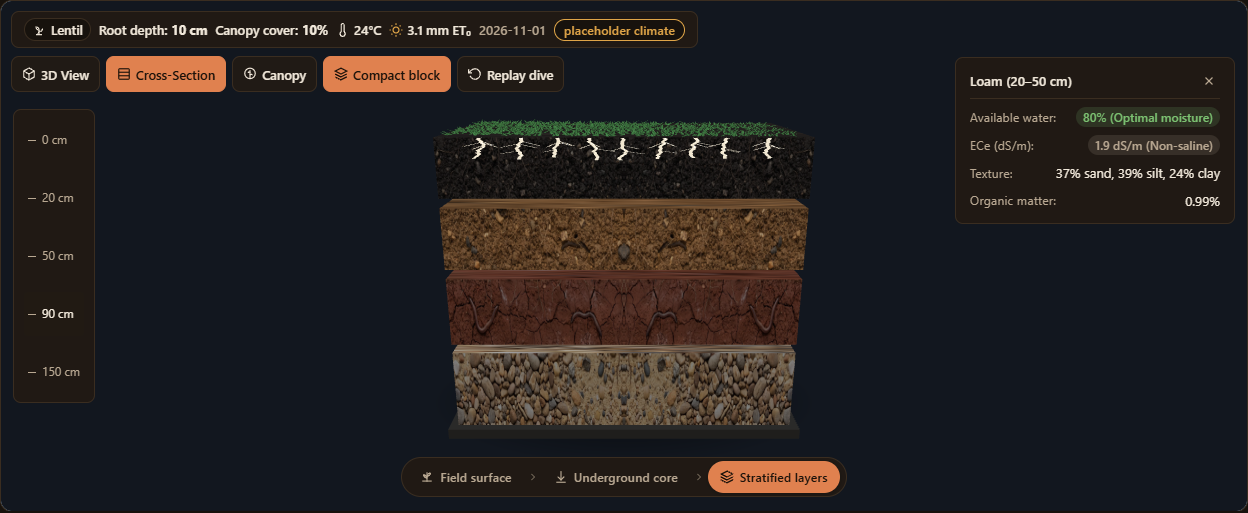 Lentil Root depth: 10 cm Canopy cover: 10% 24°C 3.1 mm ET₀ 2026-11-01 placeholder climate
3D View Cross-Section Canopy Compact block Replay dive
Loam (20–50 cm) ×
Available water: 80% (Optimal moisture)
ECe (dS/m): 1.9 dS/m (Non-saline)
Texture: 37% sand, 39% silt, 24% clay
Organic matter: 0.99%
— 0 cm
— 20 cm
— 50 cm
— 90 cm
— 150 cm
Field surface › Underground core › Stratified layers